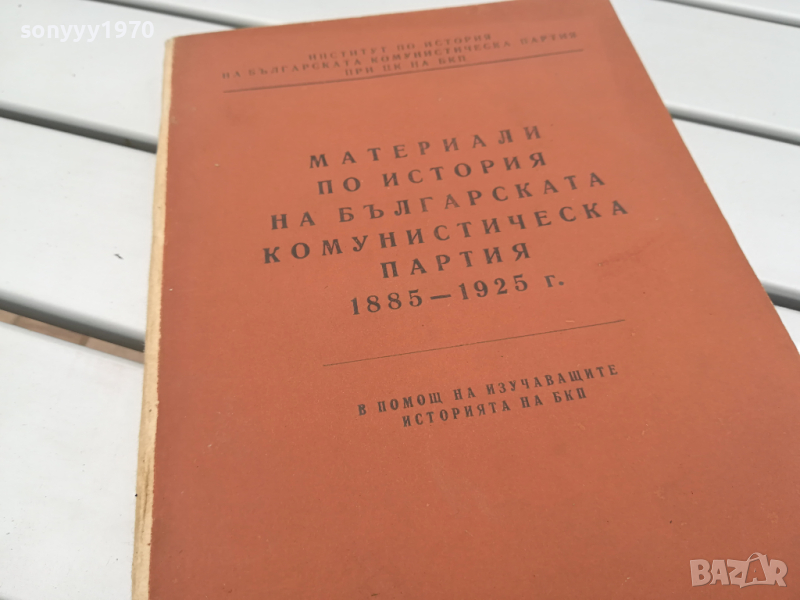 sonyyy1970
ИНСТИТУТ ПО ИСТОРИЯ
НА БЪЛГАРСКАТА КОМУНИСТИЧЕСКА ПАРТИЯ
ПРИ ЦК НА БКП
МАТЕРИАЛИ
ПО ИСТОРИЯ
НА БЪЛГАРСКАТА
КОМУНИСТИЧЕСКА
ПАРТИЯ
1885—1925 г.
В ПОМОЩ НА ИЗУЧАВАЩИТЕ
ИСТОРИЯТА НА БКП
BAZAR